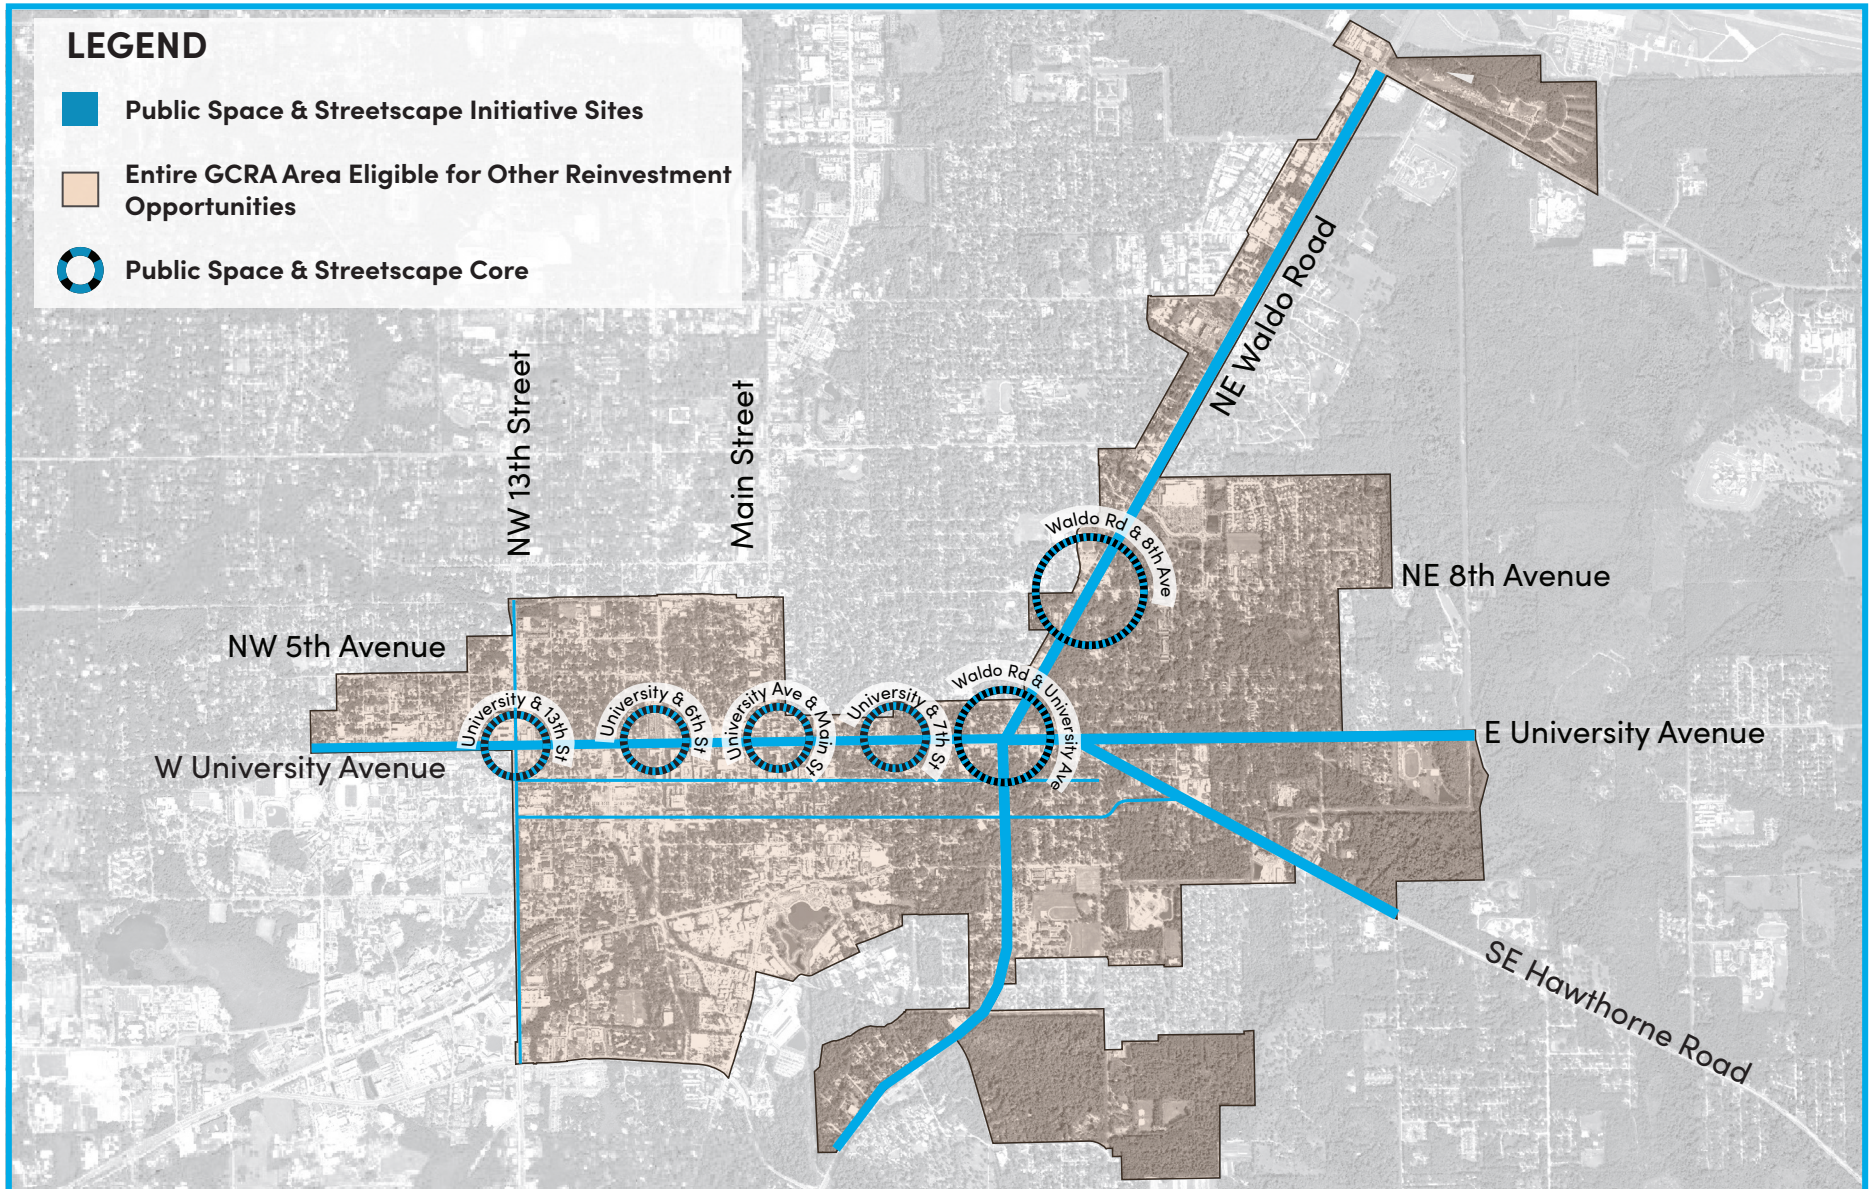 LEGEND
Public Space & Streetscape Initiative Sites
Entire GCRA Area Eligible for Other Reinvestment
Opportunities
Public Space & Streetscape Core
NE Waldo Road
NW 13th Street
Main Street
Waldo Rd & 8th Ave
NE 8th Avenue
NW 5th Avenue
University & 13th St
University & 6th St
University Ave & Main St
University & 7th St
Waldo Rd & University Ave
E University Avenue
W University Avenue
SE Hawthorne Road